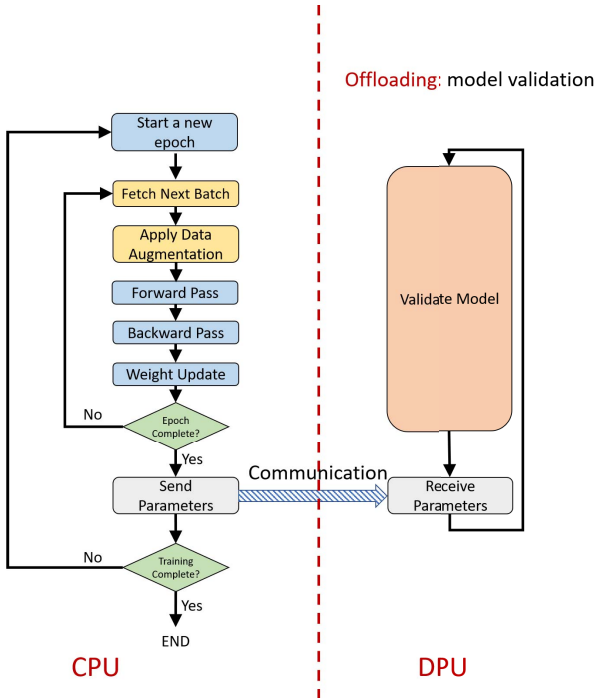 Offloading: model validation
Start a new
epoch
Fetch Next Batch
Apply Data
Augmentation
Forward Pass
Backward Pass
Weight Update
No
Epoch
Complete?
Yes
Send
Parameters
Communication
No
Training
Complete?
Yes
END
CPU
Validate Model
Receive
Parameters
DPU